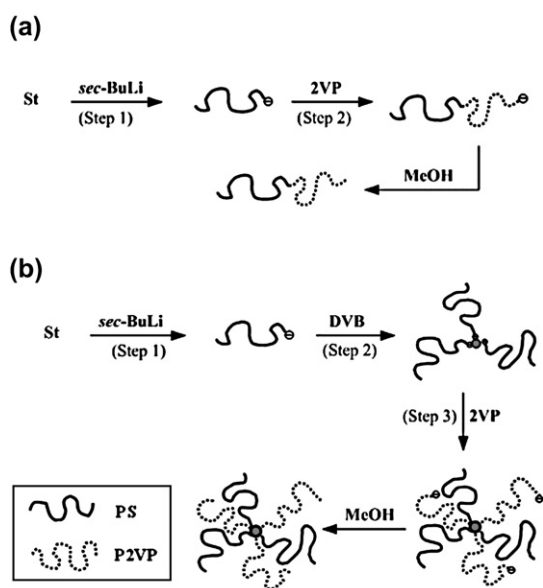 (a)
St
sec-BuLi
(Step 1)
2VP
(Step 2)
MeOH
(b)
St
sec-BuLi
(Step 1)
DVB
(Step 2)
(Step 3) 2VP
PS
P2VP
MeOH